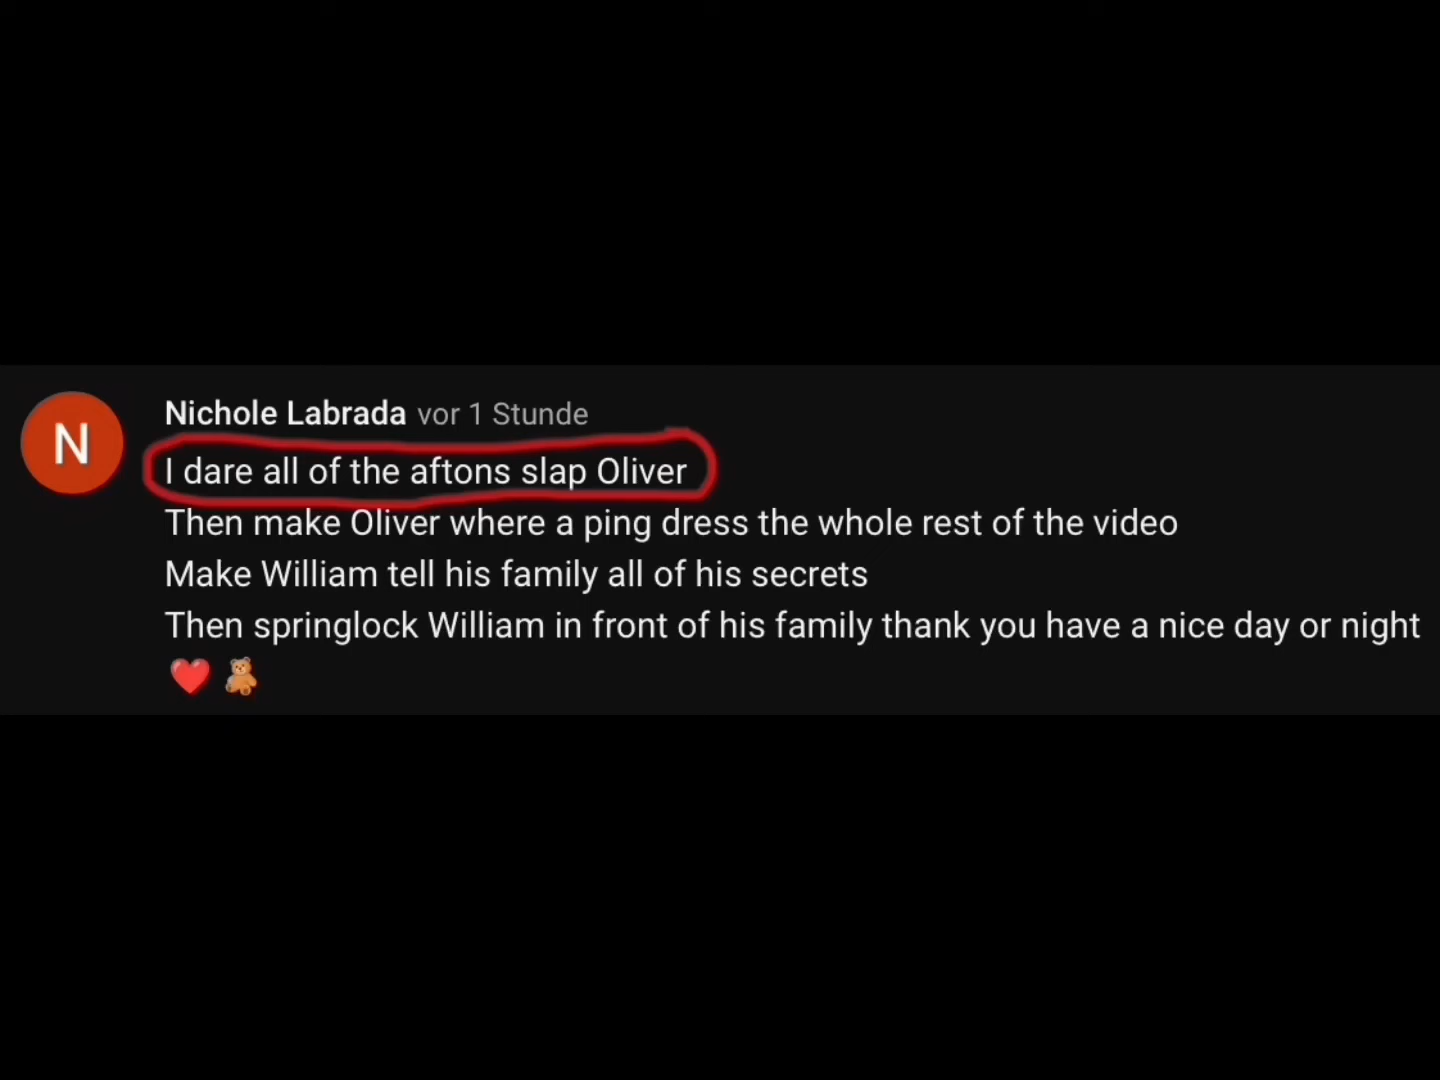 N
Nichole Labrada vor 1 Stunde
I dare all of the aftons slap Oliver
Then make Oliver where a ping dress the whole rest of the video
Make William tell his family all of his secrets
Then springlock William in front of his family thank you have a nice day or night
❤️ 🧸